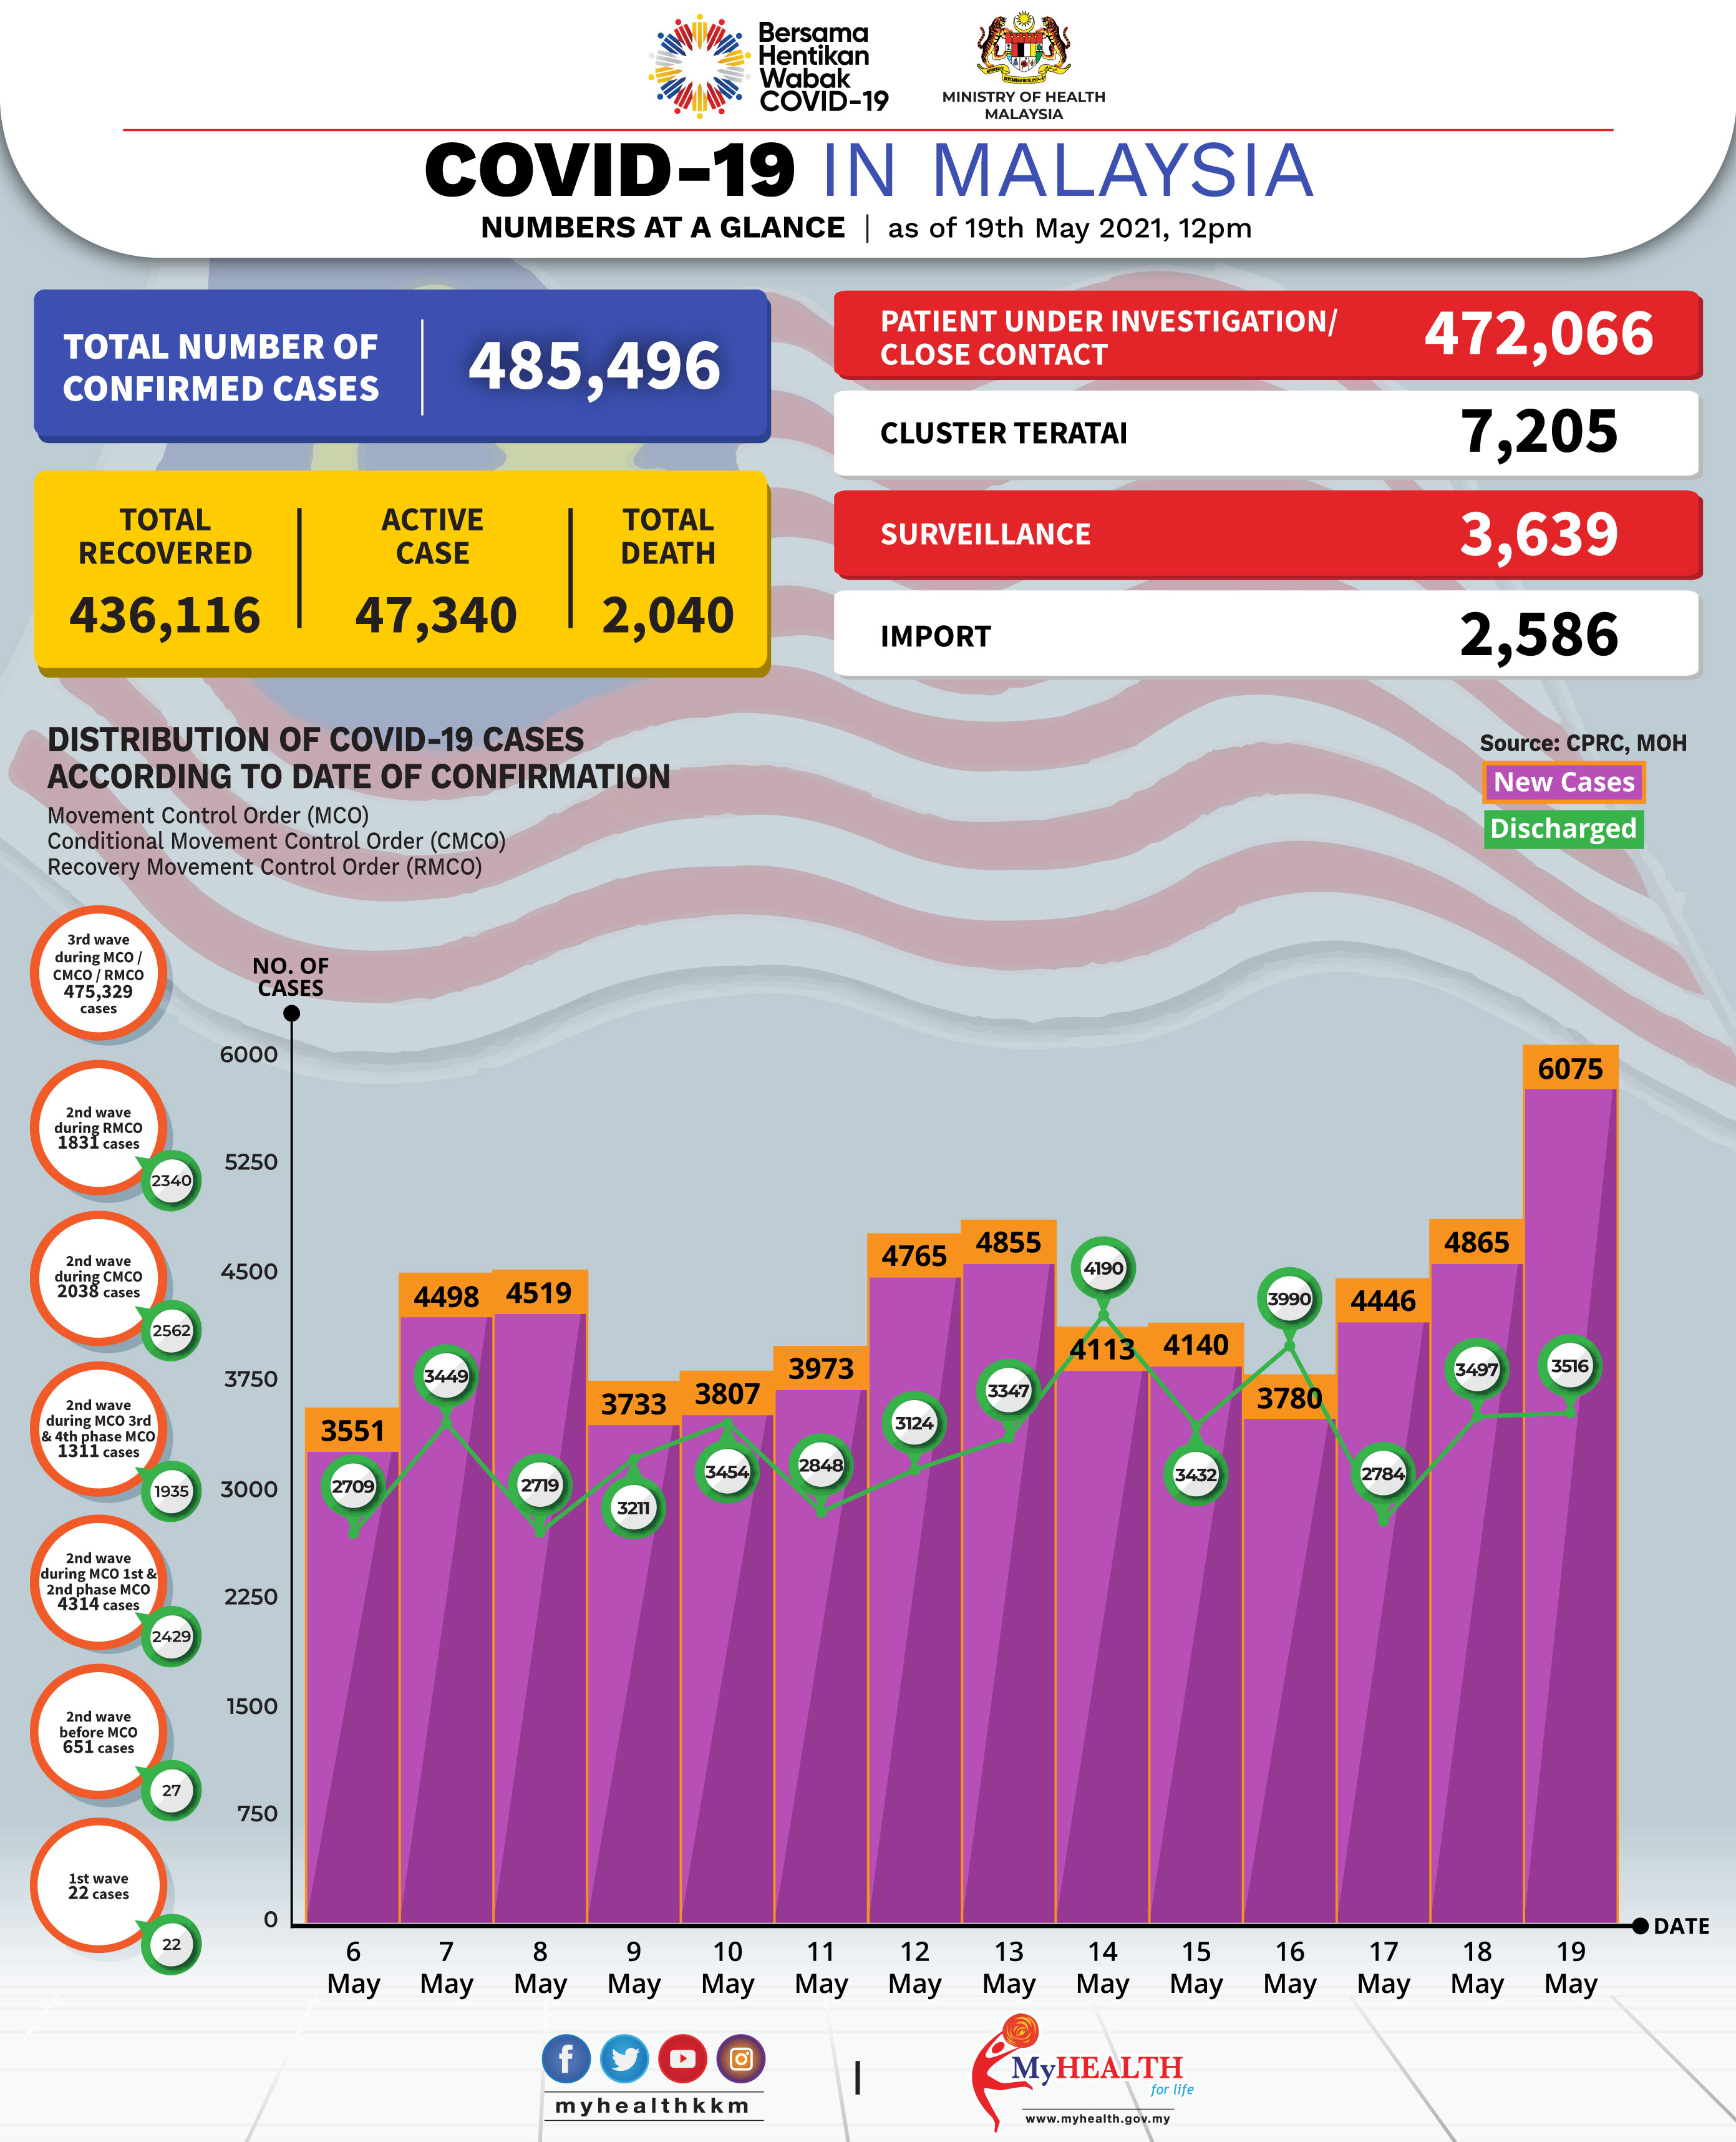 Bersama
Hentikan
Wabak
COVID-19
MINISTRY OF HEALTH
MALAYSIA
COVID-19 IN MALAYSIA
NUMBERS AT A GLANCE | as of 19th May 2021, 12pm
TOTAL NUMBER OF
CONFIRMED CASES
485,496
TOTAL
RECOVERED
436,116
ACTIVE
CASE
47,340
TOTAL
DEATH
2,040
PATIENT UNDER INVESTIGATION/
CLOSE CONTACT
472,066
CLUSTER TERATAI
7,205
SURVEILLANCE
3,639
IMPORT
2,586
DISTRIBUTION OF COVID-19 CASES
ACCORDING TO DATE OF CONFIRMATION
Movement Control Order (MCO)
Conditional Movement Control Order (CMCO)
Recovery Movement Control Order (RMCO)
Source: CPRC, MOH
New Cases
Discharged
3rd wave
during MCO /
CMCO / RMCO
475,329
cases
2nd wave
during RMCO
1831 cases
2340
2nd wave
during CMCO
2038 cases
2562
2nd wave
during MCO 3rd
& 4th phase MCO
1311 cases
1935
2nd wave
during MCO 1st &
2nd phase MCO
4314 cases
2429
2nd wave
before MCO
651 cases
27
1st wave
22 cases
22
NO. OF
CASES
6000
5250
4500
3750
3000
2250
1500
750
0
3551
4498
4519
3733
3807
3973
4765
4855
4113
4140
3780
4446
4865
6075
2709
3449
2719
3211
3454
2848
3124
3347
4190
3432
3990
2784
3497
3516
6
May
7
May
8
May
9
May
10
May
11
May
12
May
13
May
14
May
15
May
16
May
17
May
18
May
19
May
DATE
myhealthkkm
MyHEALTH
for life
www.myhealth.gov.my